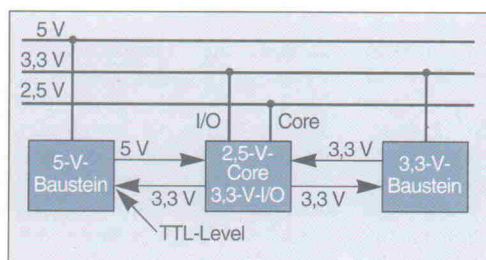 5 V
3,3 V
2,5 V
I/O
Core
5-V-
Baustein
5 V
3,3 V
2,5-V-
Core
3,3-V-I/O
3,3 V
3,3 V
3,3-V-
Baustein
TTL-Level